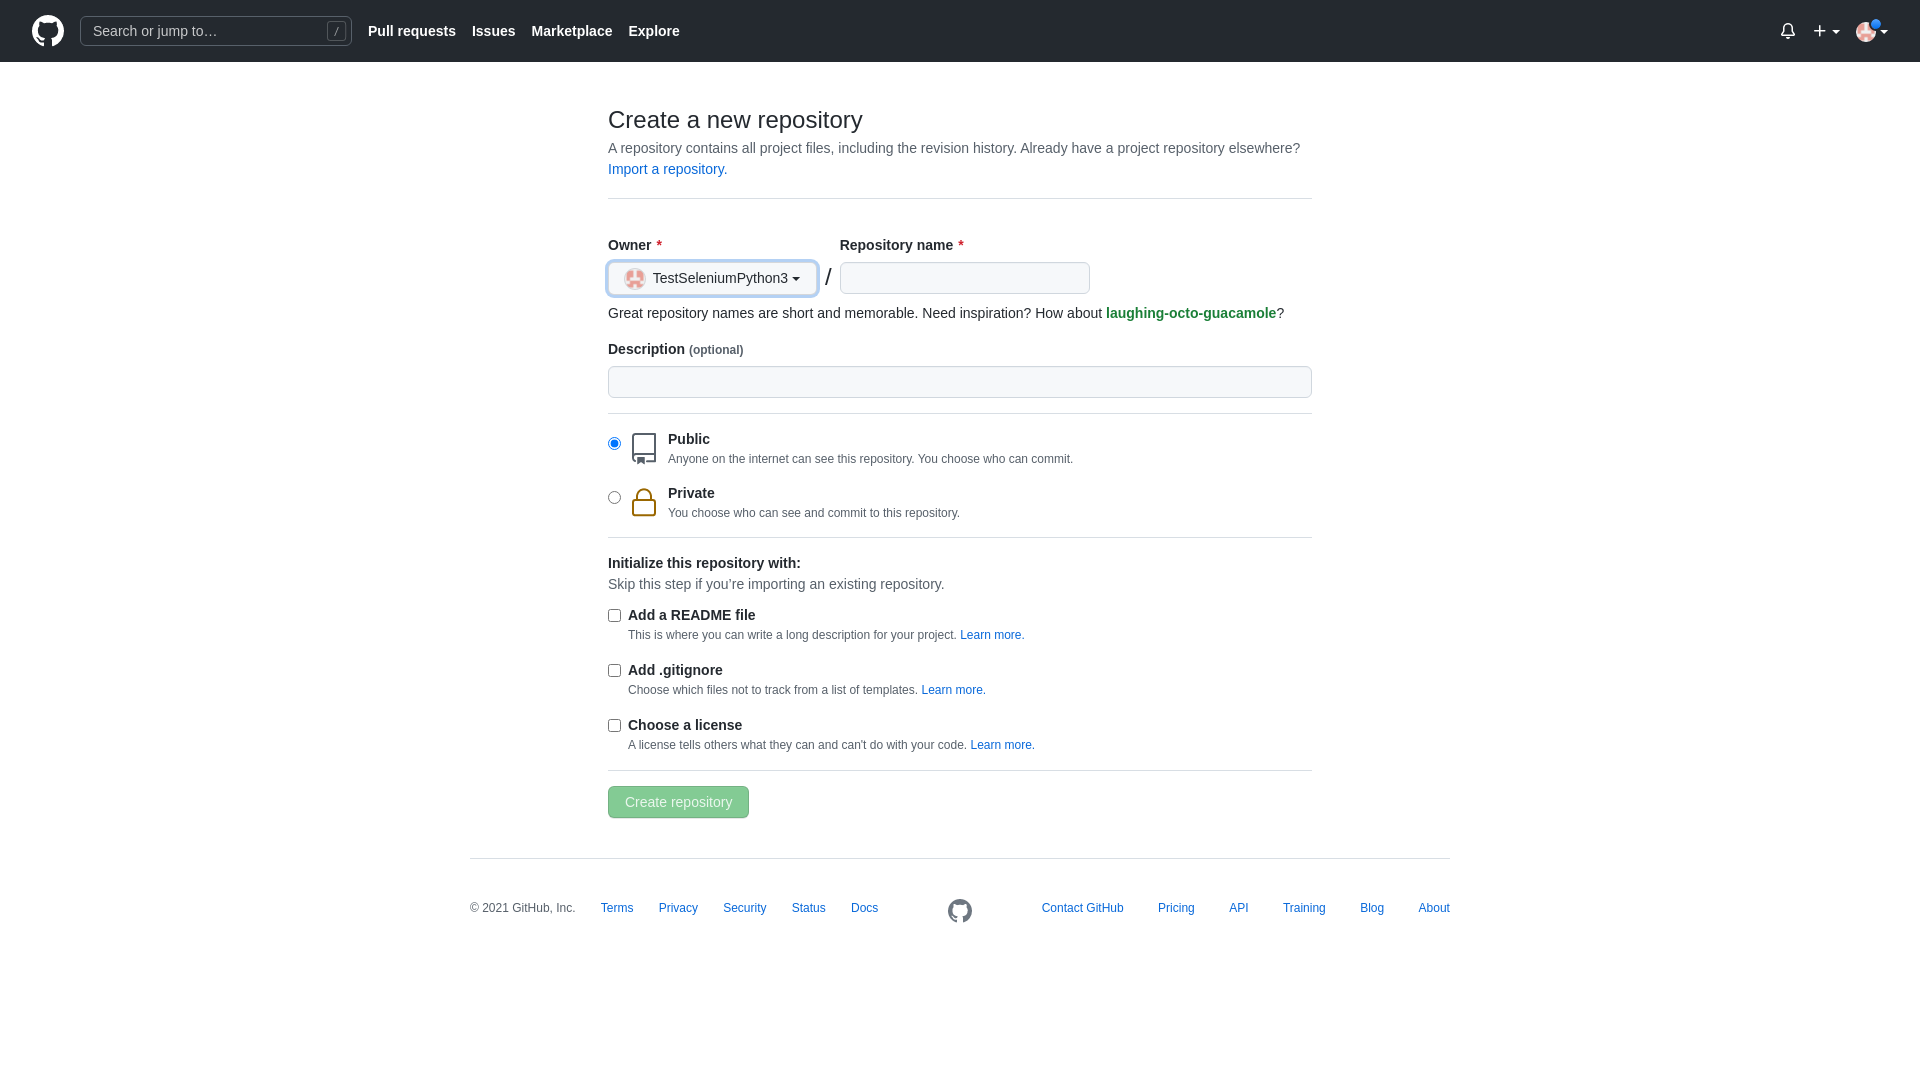 Search or jump to… /
Pull requests Issues Marketplace Explore
Create a new repository
A repository contains all project files, including the revision history. Already have a project repository elsewhere?
Import a repository.
Owner * Repository name *
TestSeleniumPython3 /
Great repository names are short and memorable. Need inspiration? How about laughing-octo-guacamole?
Description (optional)
Public
Anyone on the internet can see this repository. You choose who can commit.
Private
You choose who can see and commit to this repository.
Initialize this repository with:
Skip this step if you’re importing an existing repository.
Add a README file
This is where you can write a long description for your project. Learn more.
Add .gitignore
Choose which files not to track from a list of templates. Learn more.
Choose a license
A license tells others what they can and can't do with your code. Learn more.
Create repository
© 2021 GitHub, Inc. Terms Privacy Security Status Docs Contact GitHub Pricing API Training Blog About